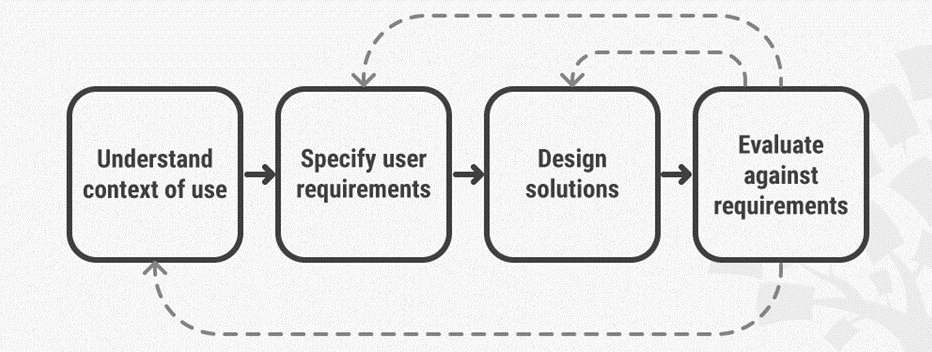 Understand
context of use
Specify user
requirements
Design
solutions
Evaluate
against
requirements